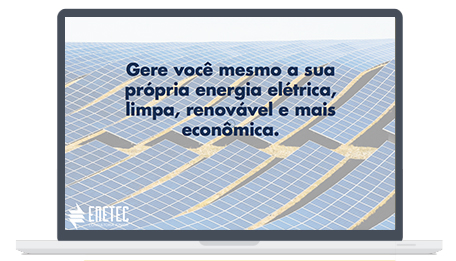 Gere você mesmo a sua
própria energia elétrica,
limpa, renovável e mais
econômica.
ENETEC